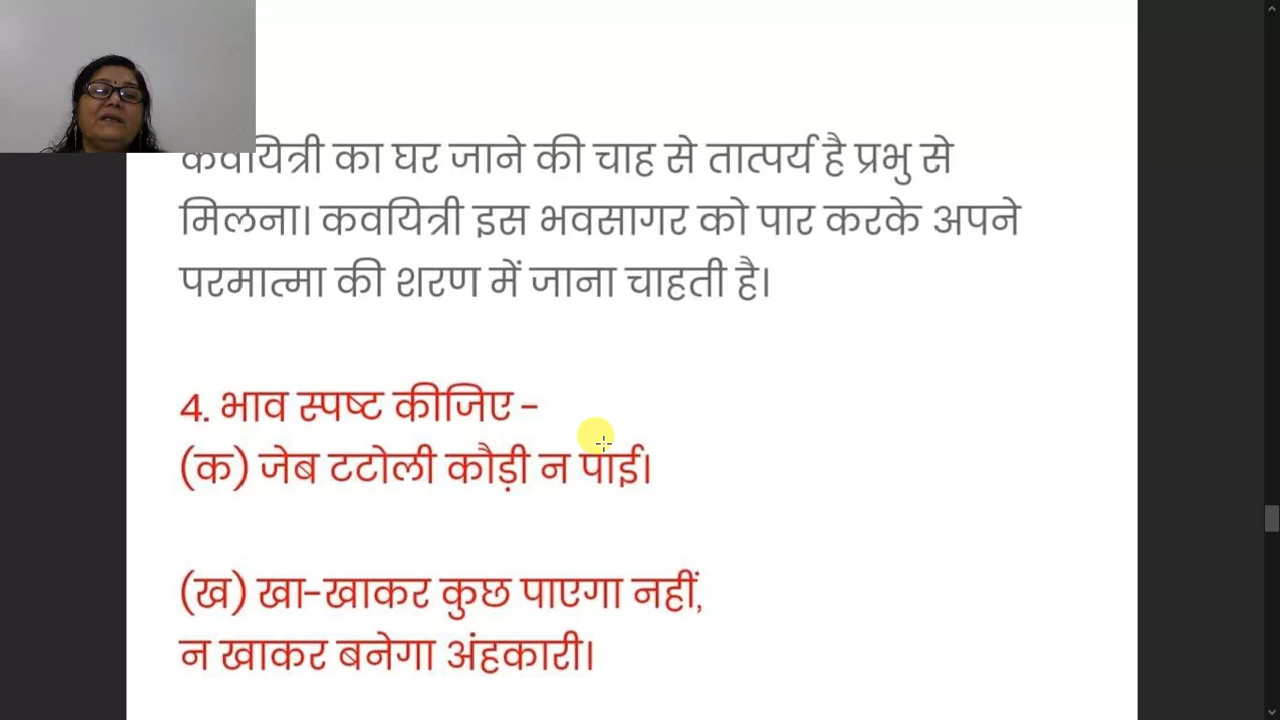 कवयित्री का घर जाने की चाह से तात्पर्य है प्रभु से
मिलना। कवयित्री इस भवसागर को पार करके अपने
परमात्मा की शरण में जाना चाहती है।
4. भाव स्पष्ट कीजिए -
(क) जेब टटोली कौड़ी न पाई।
(ख) खा-खाकर कुछ पाएगा नहीं,
न खाकर बनेगा अंहकारी।